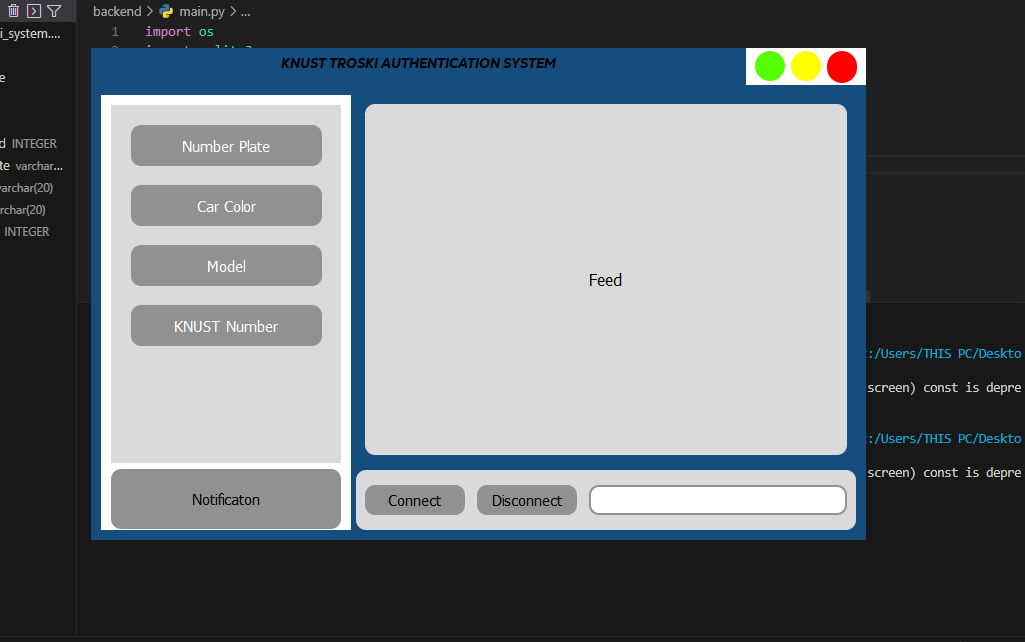 backend > main.py > ...
i_system....
1 import os
KNUST TROSKI AUTHENTICATION SYSTEM
e
d INTEGER
te varchar...
varchar(20)
rchar(20)
INTEGER
Number Plate
Car Color
Model
KNUST Number
Feed
Notificaton
Connect
Disconnect
:/Users/THIS PC/Deskto
screen) const is depre
:/Users/THIS PC/Deskto
screen) const is depre